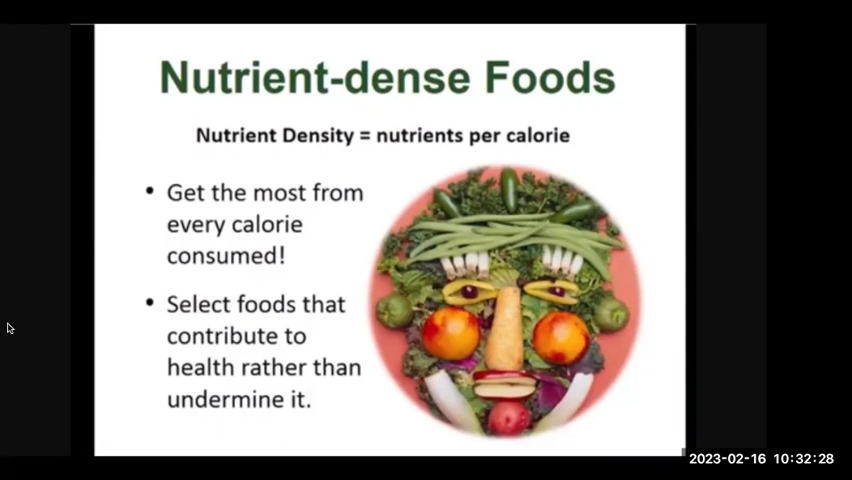 Nutrient-dense Foods
Nutrient Density = nutrients per calorie
• Get the most from
every calorie
consumed!
• Select foods that
contribute to
health rather than
undermine it.
2023-02-16 10:32:28